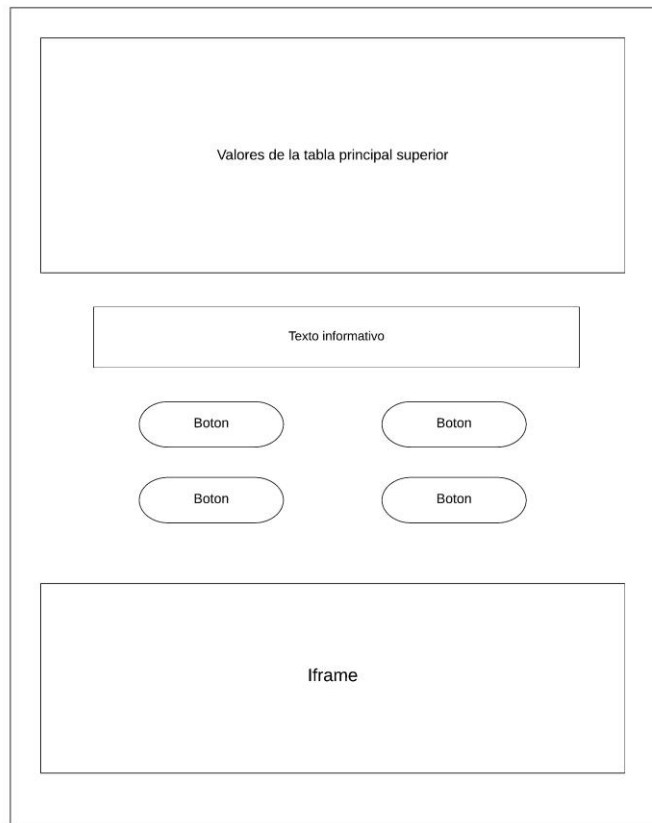 Valores de la tabla principal superior
Texto informativo
Boton
Boton
Boton
Boton
Iframe